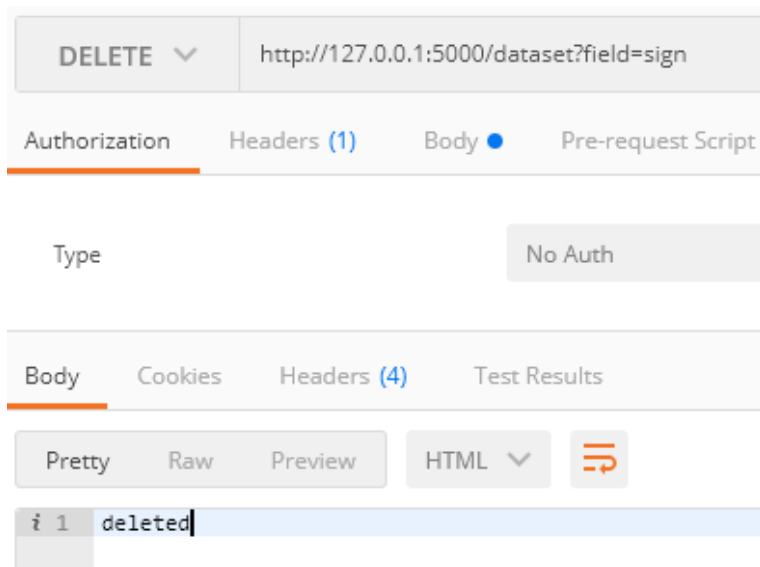 DELETE http://127.0.0.1:5000/dataset?field=sign
Authorization Headers (1) Body Pre-request Script
Type No Auth
Body Cookies Headers (4) Test Results
Pretty Raw Preview HTML
i 1 deleted